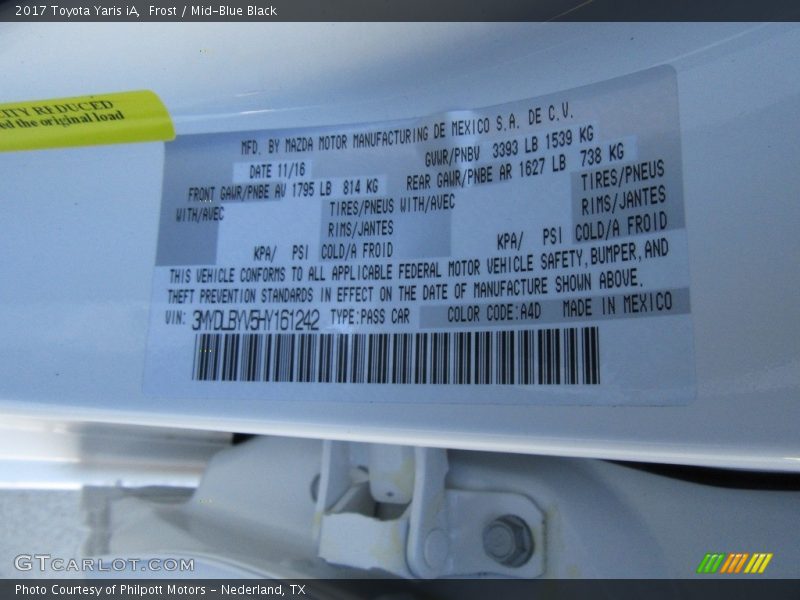 2017 Toyota Yaris iA,  Frost / Mid-Blue Black
CITY REDUCED
the original load
MFD. BY MAZDA MOTOR MANUFACTURING DE MEXICO S.A. DE C.V.
DATE 11/16 GVWR/PNBV 3393 LB 1539 KG
FRONT GAWR/PNBE AV 1795 LB 814 KG REAR GAWR/PNBE AR 1627 LB 738 KG
WITH/AVEC TIRES/PNEUS WITH/AVEC TIRES/PNEUS
RIMS/JANTES RIMS/JANTES
KPA/ PSI COLD/A FROID KPA/ PSI COLD/A FROID
THIS VEHICLE CONFORMS TO ALL APPLICABLE FEDERAL MOTOR VEHICLE SAFETY, BUMPER, AND
THEFT PREVENTION STANDARDS IN EFFECT ON THE DATE OF MANUFACTURE SHOWN ABOVE.
VIN: 3MYDLBYV5HY161242 TYPE:PASS CAR COLOR CODE:A4D MADE IN MEXICO
GTCARLOT.COM
Photo Courtesy of Philpott Motors - Nederland, TX